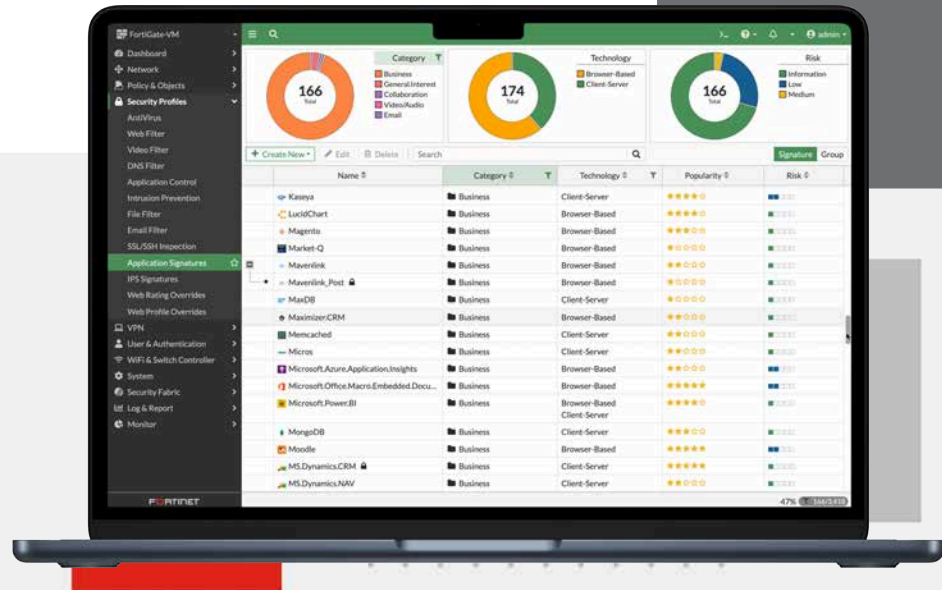 FortiGate-VM
admin
Dashboard
Network
Policy & Objects
Security Profiles
AntiVirus
Web Filter
Video Filter
DNS Filter
Application Control
Intrusion Prevention
File Filter
Email Filter
SSL/SSH Inspection
Application Signatures
IPS Signatures
Web Rating Overrides
Web Profile Overrides
VPN
User & Authentication
WiFi & Switch Controller
System
Security Fabric
Log & Report
Monitor
FORTINET
166
Total
Category
Business
General.Interest
Collaboration
Video/Audio
Email
174
Total
Technology
Browser-Based
Client-Server
166
Total
Risk
Information
Low
Medium
+ Create New Edit Delete Search Signature Group
Name Category Technology Popularity Risk
Kaseya Business Client-Server
LucidChart Business Browser-Based
Magento Business Browser-Based
Market-Q Business Browser-Based
Mavenlink Business Browser-Based
Mavenlink_Post Business Browser-Based
MaxDB Business Client-Server
Maximizer.CRM Business Browser-Based
Memcached Business Client-Server
Micros Business Client-Server
Microsoft.Azure.Application.Insights Business Browser-Based
Microsoft.Office.Macro.Embedded.Docu... Business Browser-Based
Microsoft.Power.BI Business Browser-Based
Client-Server
MongoDB Business Client-Server
Moodle Business Browser-Based
MS.Dynamics.CRM Business Client-Server
MS.Dynamics.NAV Business Client-Server
47%